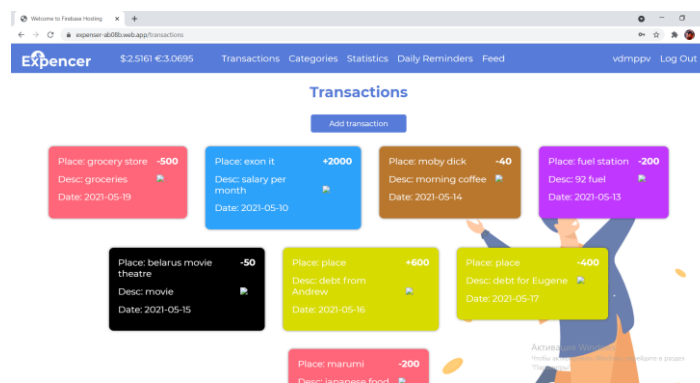 Welcome to Firebase Hosting
expenser-ab08b.web.app/transactions
Expencer
$:2.5161 €:3.0695
Transactions Categories Statistics Daily Reminders Feed
vdmppv Log Out
Transactions
Add transaction
Place: grocery store -500
Desc: groceries
Date: 2021-05-19
Place: exon it +2000
Desc: salary per
month
Date: 2021-05-10
Place: moby dick -40
Desc: morning coffee
Date: 2021-05-14
Place: fuel station -200
Desc: 92 fuel
Date: 2021-05-13
Place: belarus movie -50
theatre
Desc: movie
Date: 2021-05-15
Place: place +600
Desc: debt from
Andrew
Date: 2021-05-16
Place: place -400
Desc: debt for Eugene
Date: 2021-05-17
Place: marumi -200
Desc: japanese food
Активация Windows